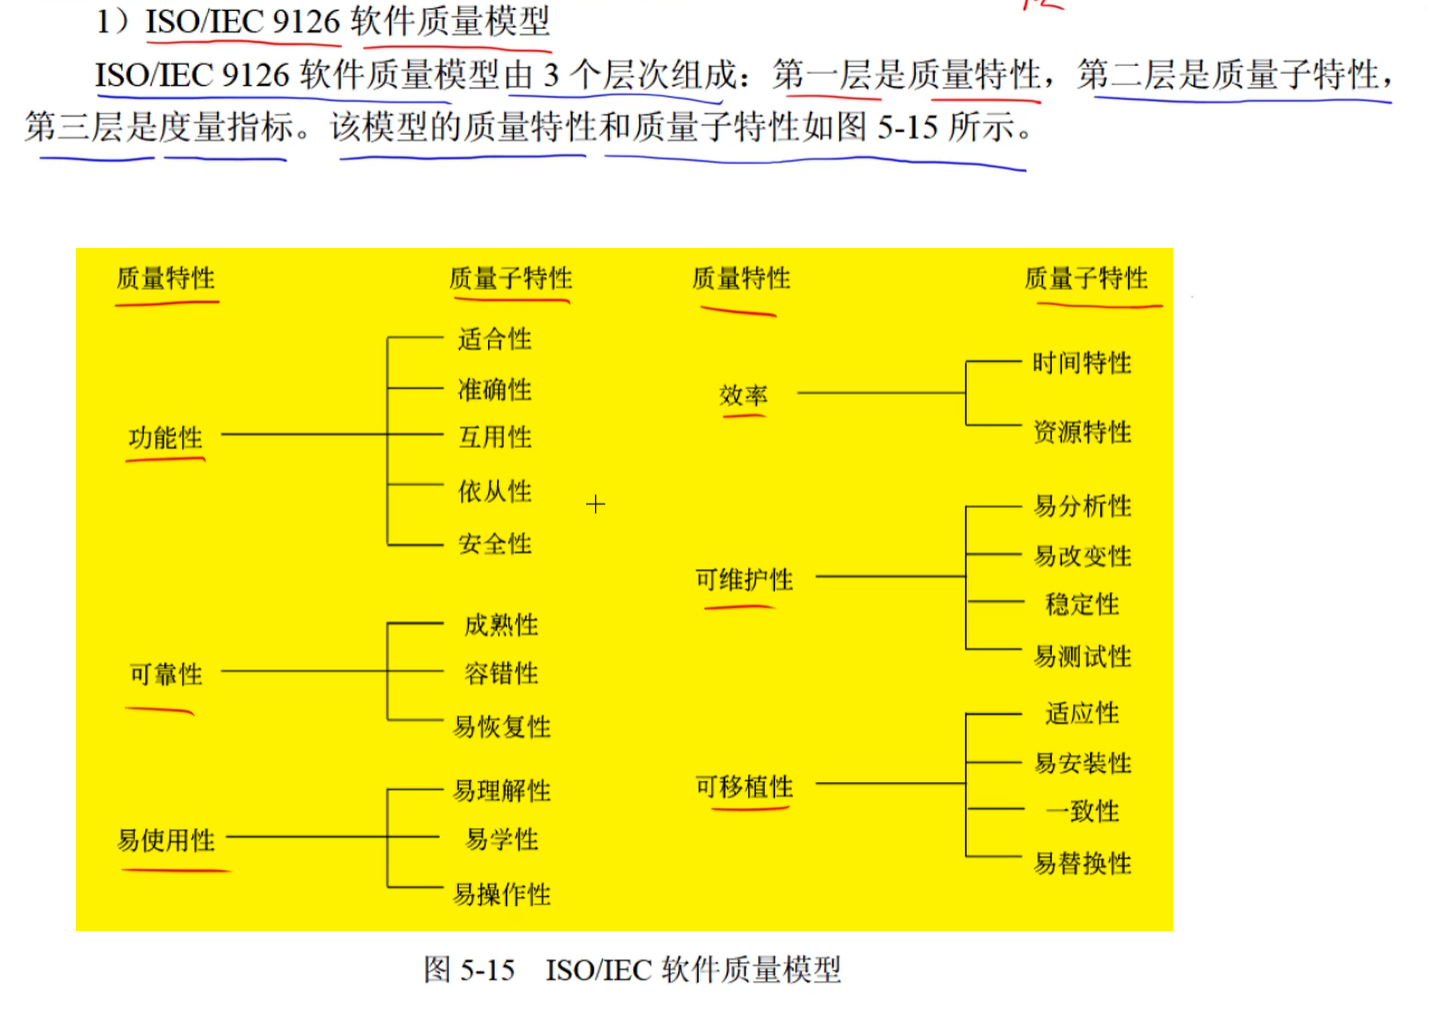 1）ISO/IEC 9126 软件质量模型
ISO/IEC 9126 软件质量模型由 3 个层次组成：第一层是质量特性，第二层是质量子特性，
第三层是度量指标。该模型的质量特性和质量子特性如图 5-15 所示。
质量特性 质量子特性
功能性
适合性
准确性
互用性
依从性
安全性
可靠性
成熟性
容错性
易恢复性
易使用性
易理解性
易学性
易操作性
质量特性 质量子特性
效率
时间特性
资源特性
可维护性
易分析性
易改变性
稳定性
易测试性
可移植性
适应性
易安装性
一致性
易替换性
图 5-15 ISO/IEC 软件质量模型